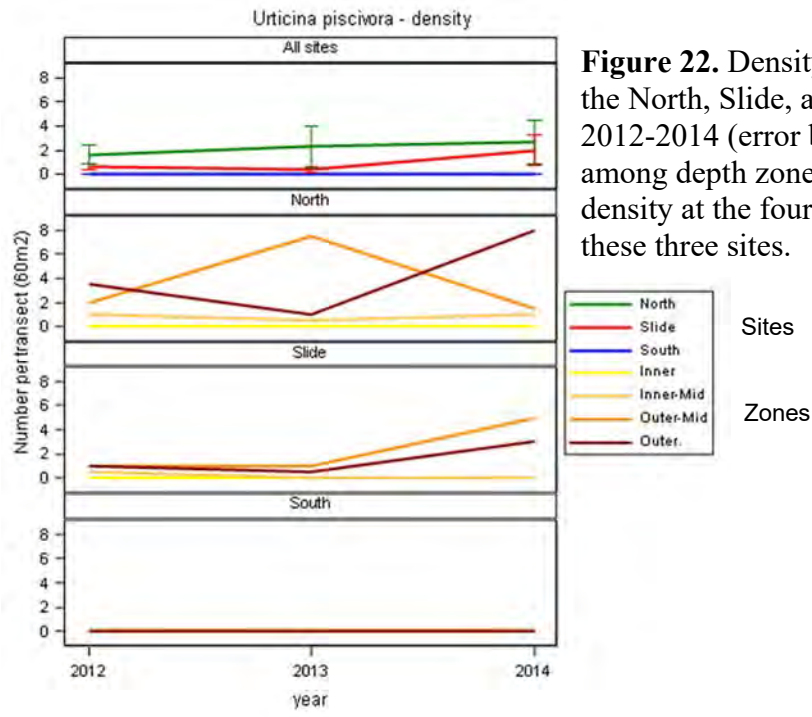 Urticina piscivora - density
All sites
8
6
4
2
0
North
8
6
4
2
0
Slide
8
6
4
2
0
South
8
6
4
2
0
Number per transect (60m2)
2012 2013 2014
year
Figure 22. Densit
the North, Slide, a
2012-2014 (error b
among depth zone
density at the four
these three sites.
North
Slide
South
Inner
Inner-Mid
Outer-Mid
Outer.
Sites
Zones